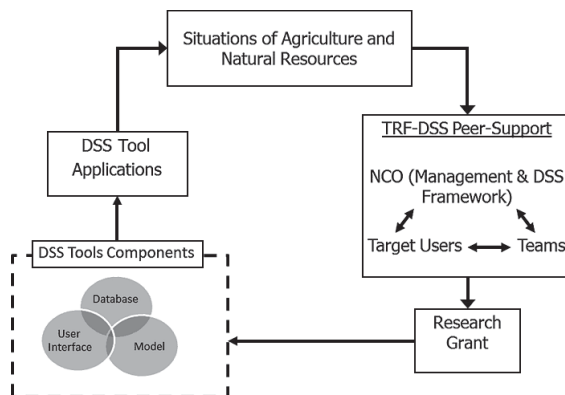 Situations of Agriculture and
Natural Resources
TRF-DSS Peer-Support
NCO (Management & DSS
Framework)
Target Users
Teams
Research
Grant
DSS Tool
Applications
DSS Tools Components
Database
User
Interface
Model